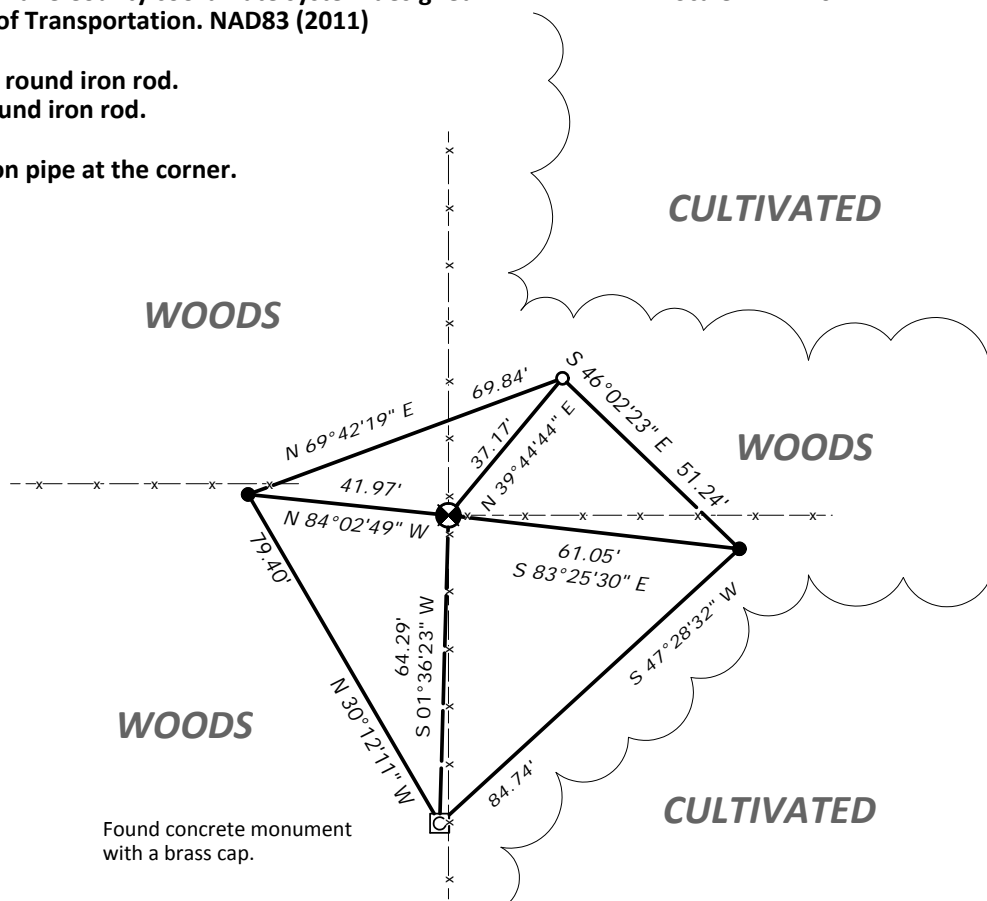 of Transportation. NAD83 (2011)
round iron rod.
und iron rod.
on pipe at the corner.
CULTIVATED
WOODS
69.84'
N 69°42'19" E
S 46°02'23" E
51.24'
37.17'
N 39°44'44" E
WOODS
41.97'
N 84°02'49" W
61.05'
S 83°25'30" E
79.40'
N 30°12'11" W
64.29'
S 01°36'23" W
S 47°28'32" W
84.74'
WOODS
CULTIVATED
C
Found concrete monument
with a brass cap.